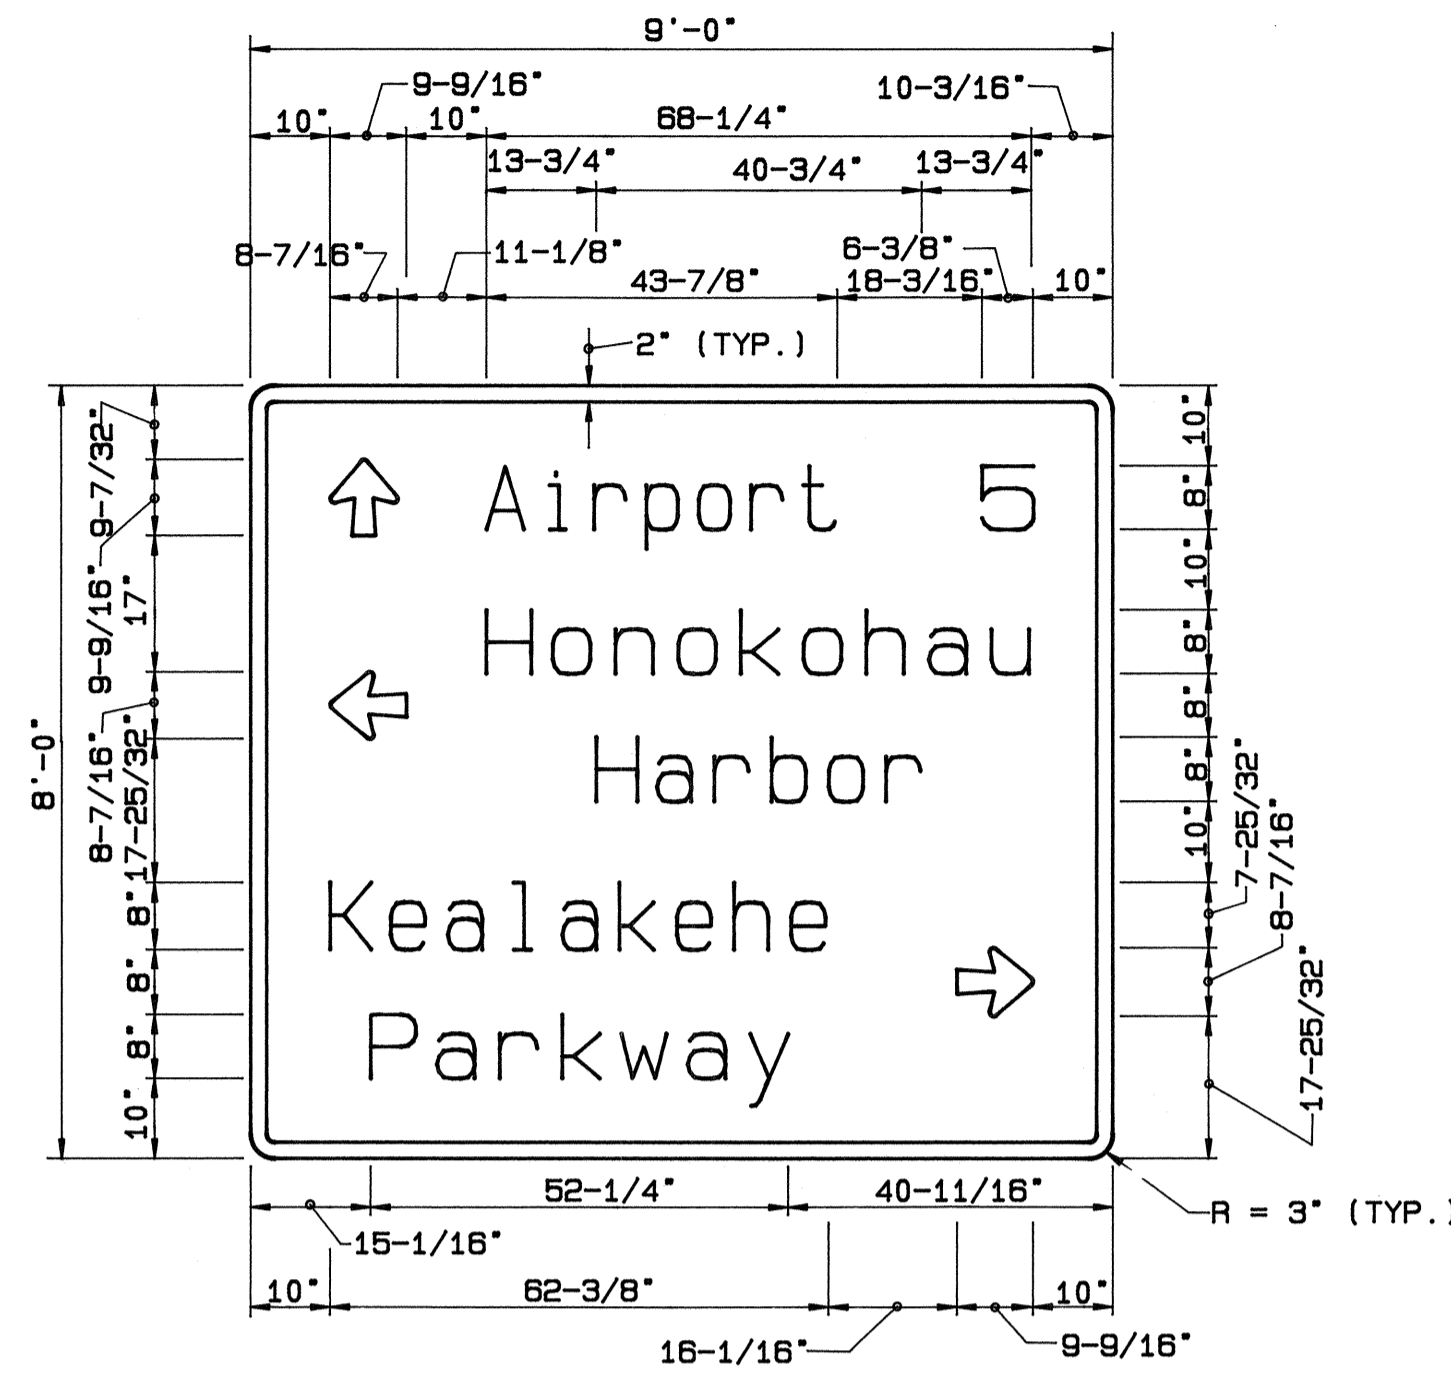 9'-0"
9-9/16" 10-3/16"
10" 10" 68-1/4"
13-3/4" 40-3/4" 13-3/4"
8-7/16" 11-1/8" 6-3/8"
43-7/8" 18-3/16" 10"
2" (TYP.)
Airport 5
Honokohau
Harbor
Kealakehe
Parkway
8'-0"
9-7/32"
9-9/16"
17"
8-7/16"
17-25/32"
8"
8"
8"
10"
10"
8"
10"
8"
8"
8"
10"
7-25/32"
8-7/16"
17-25/32"
52-1/4" 40-11/16"
R = 3" (TYP.)
15-1/16"
10" 62-3/8" 10"
16-1/16" 9-9/16"